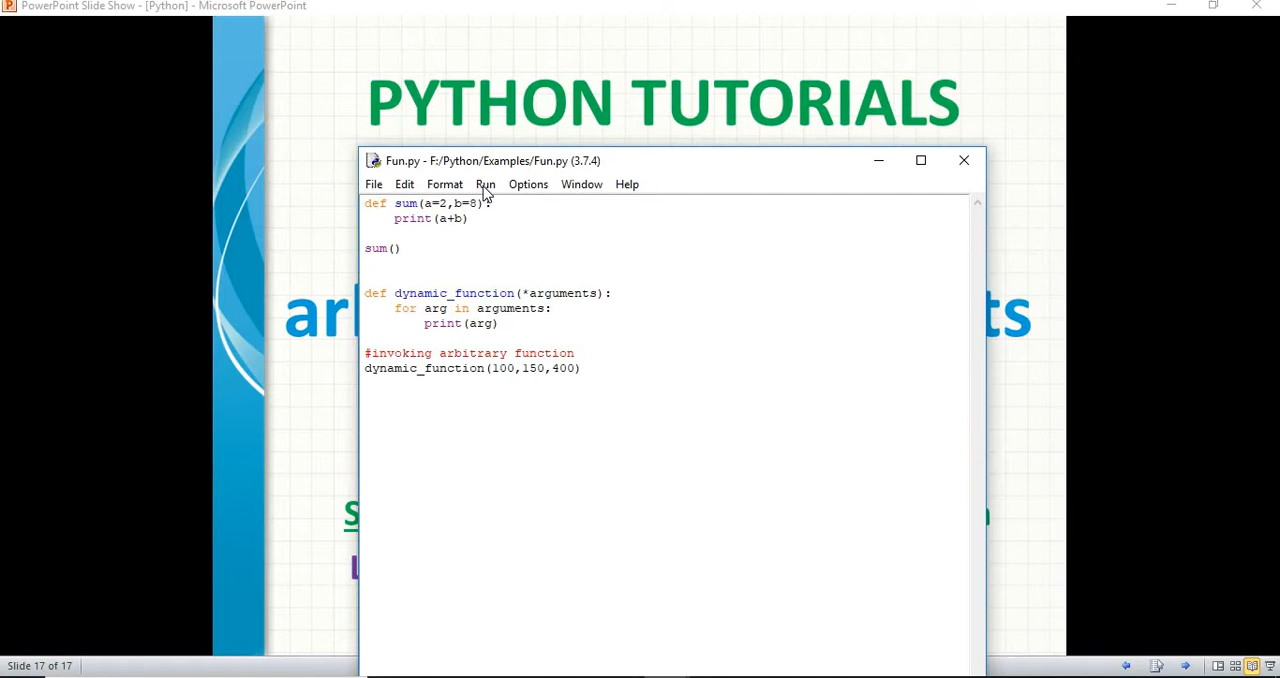 PowerPoint Slide Show - [Python] - Microsoft PowerPoint
PYTHON TUTORIALS
Fun.py - F:/Python/Examples/Fun.py (3.7.4)
File Edit Format Run Options Window Help
def sum(a=2,b=8):
print(a+b)
sum()
def dynamic_function(*arguments):
for arg in arguments:
print(arg)
#invoking arbitrary function
dynamic_function(100,150,400)
Slide 17 of 17